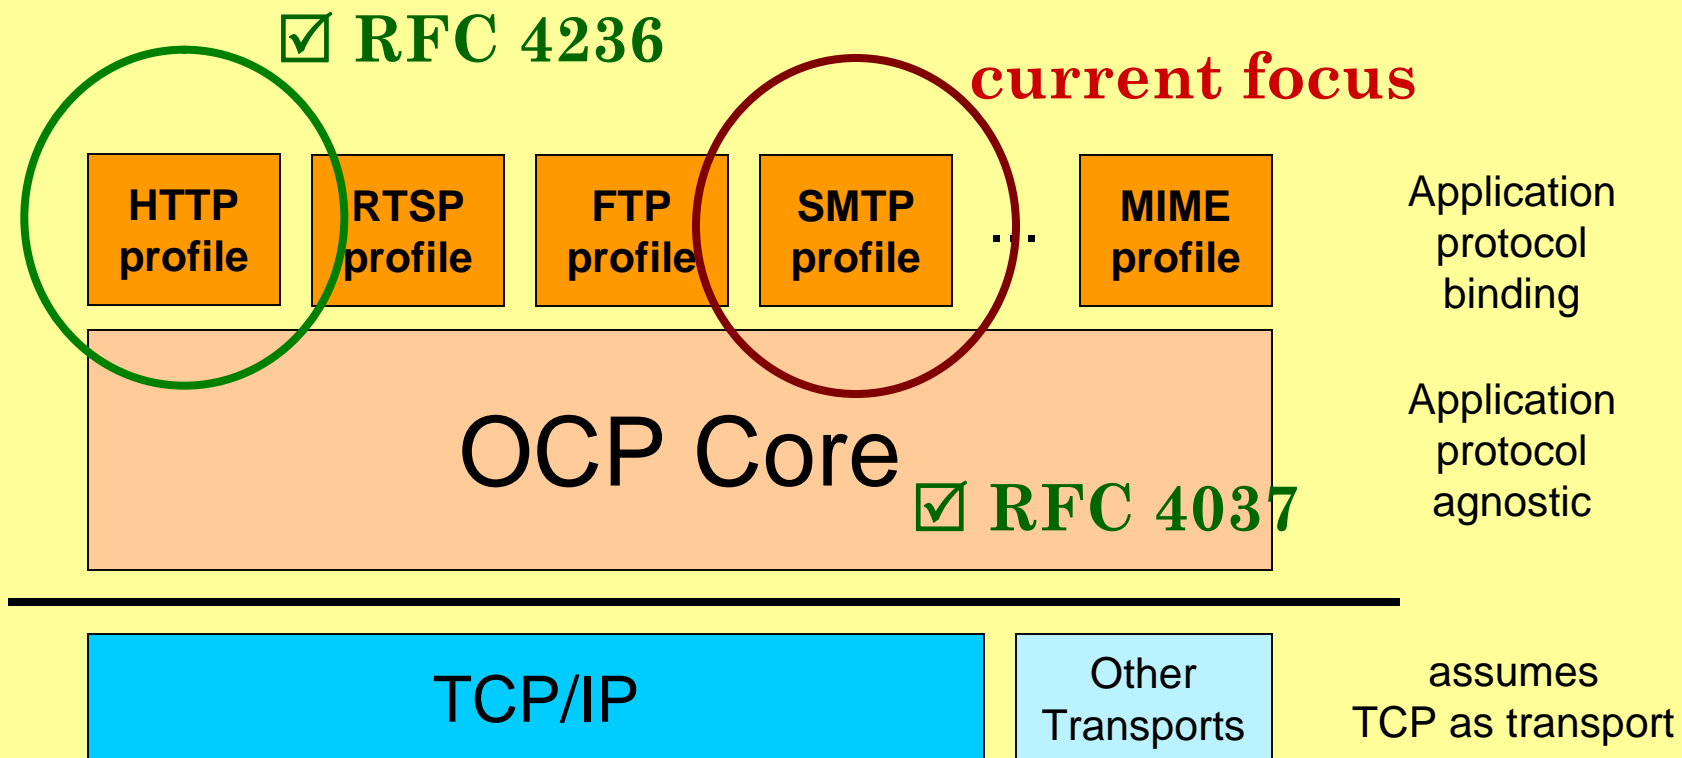 ☑ RFC 4236
current focus
HTTP
profile
RTSP
profile
FTP
profile
SMTP
profile
...
MIME
profile
Application
protocol
binding
OCP Core
☑ RFC 4037
Application
protocol
agnostic
TCP/IP
Other
Transports
assumes
TCP as transport